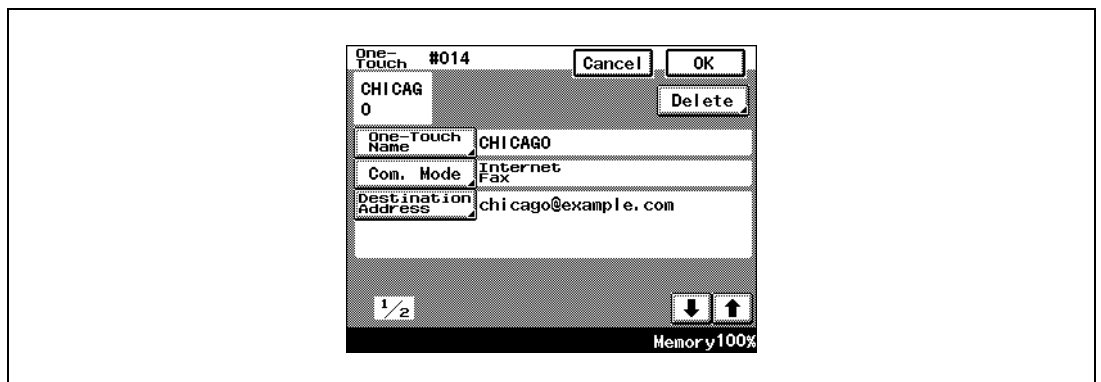 One-Touch #014 Cancel OK
CHICAG
O
Delete
One-Touch
Name
CHICAGO
Com. Mode
Internet
Fax
Destination
Address
chicago@example.com
1/2
Memory100%